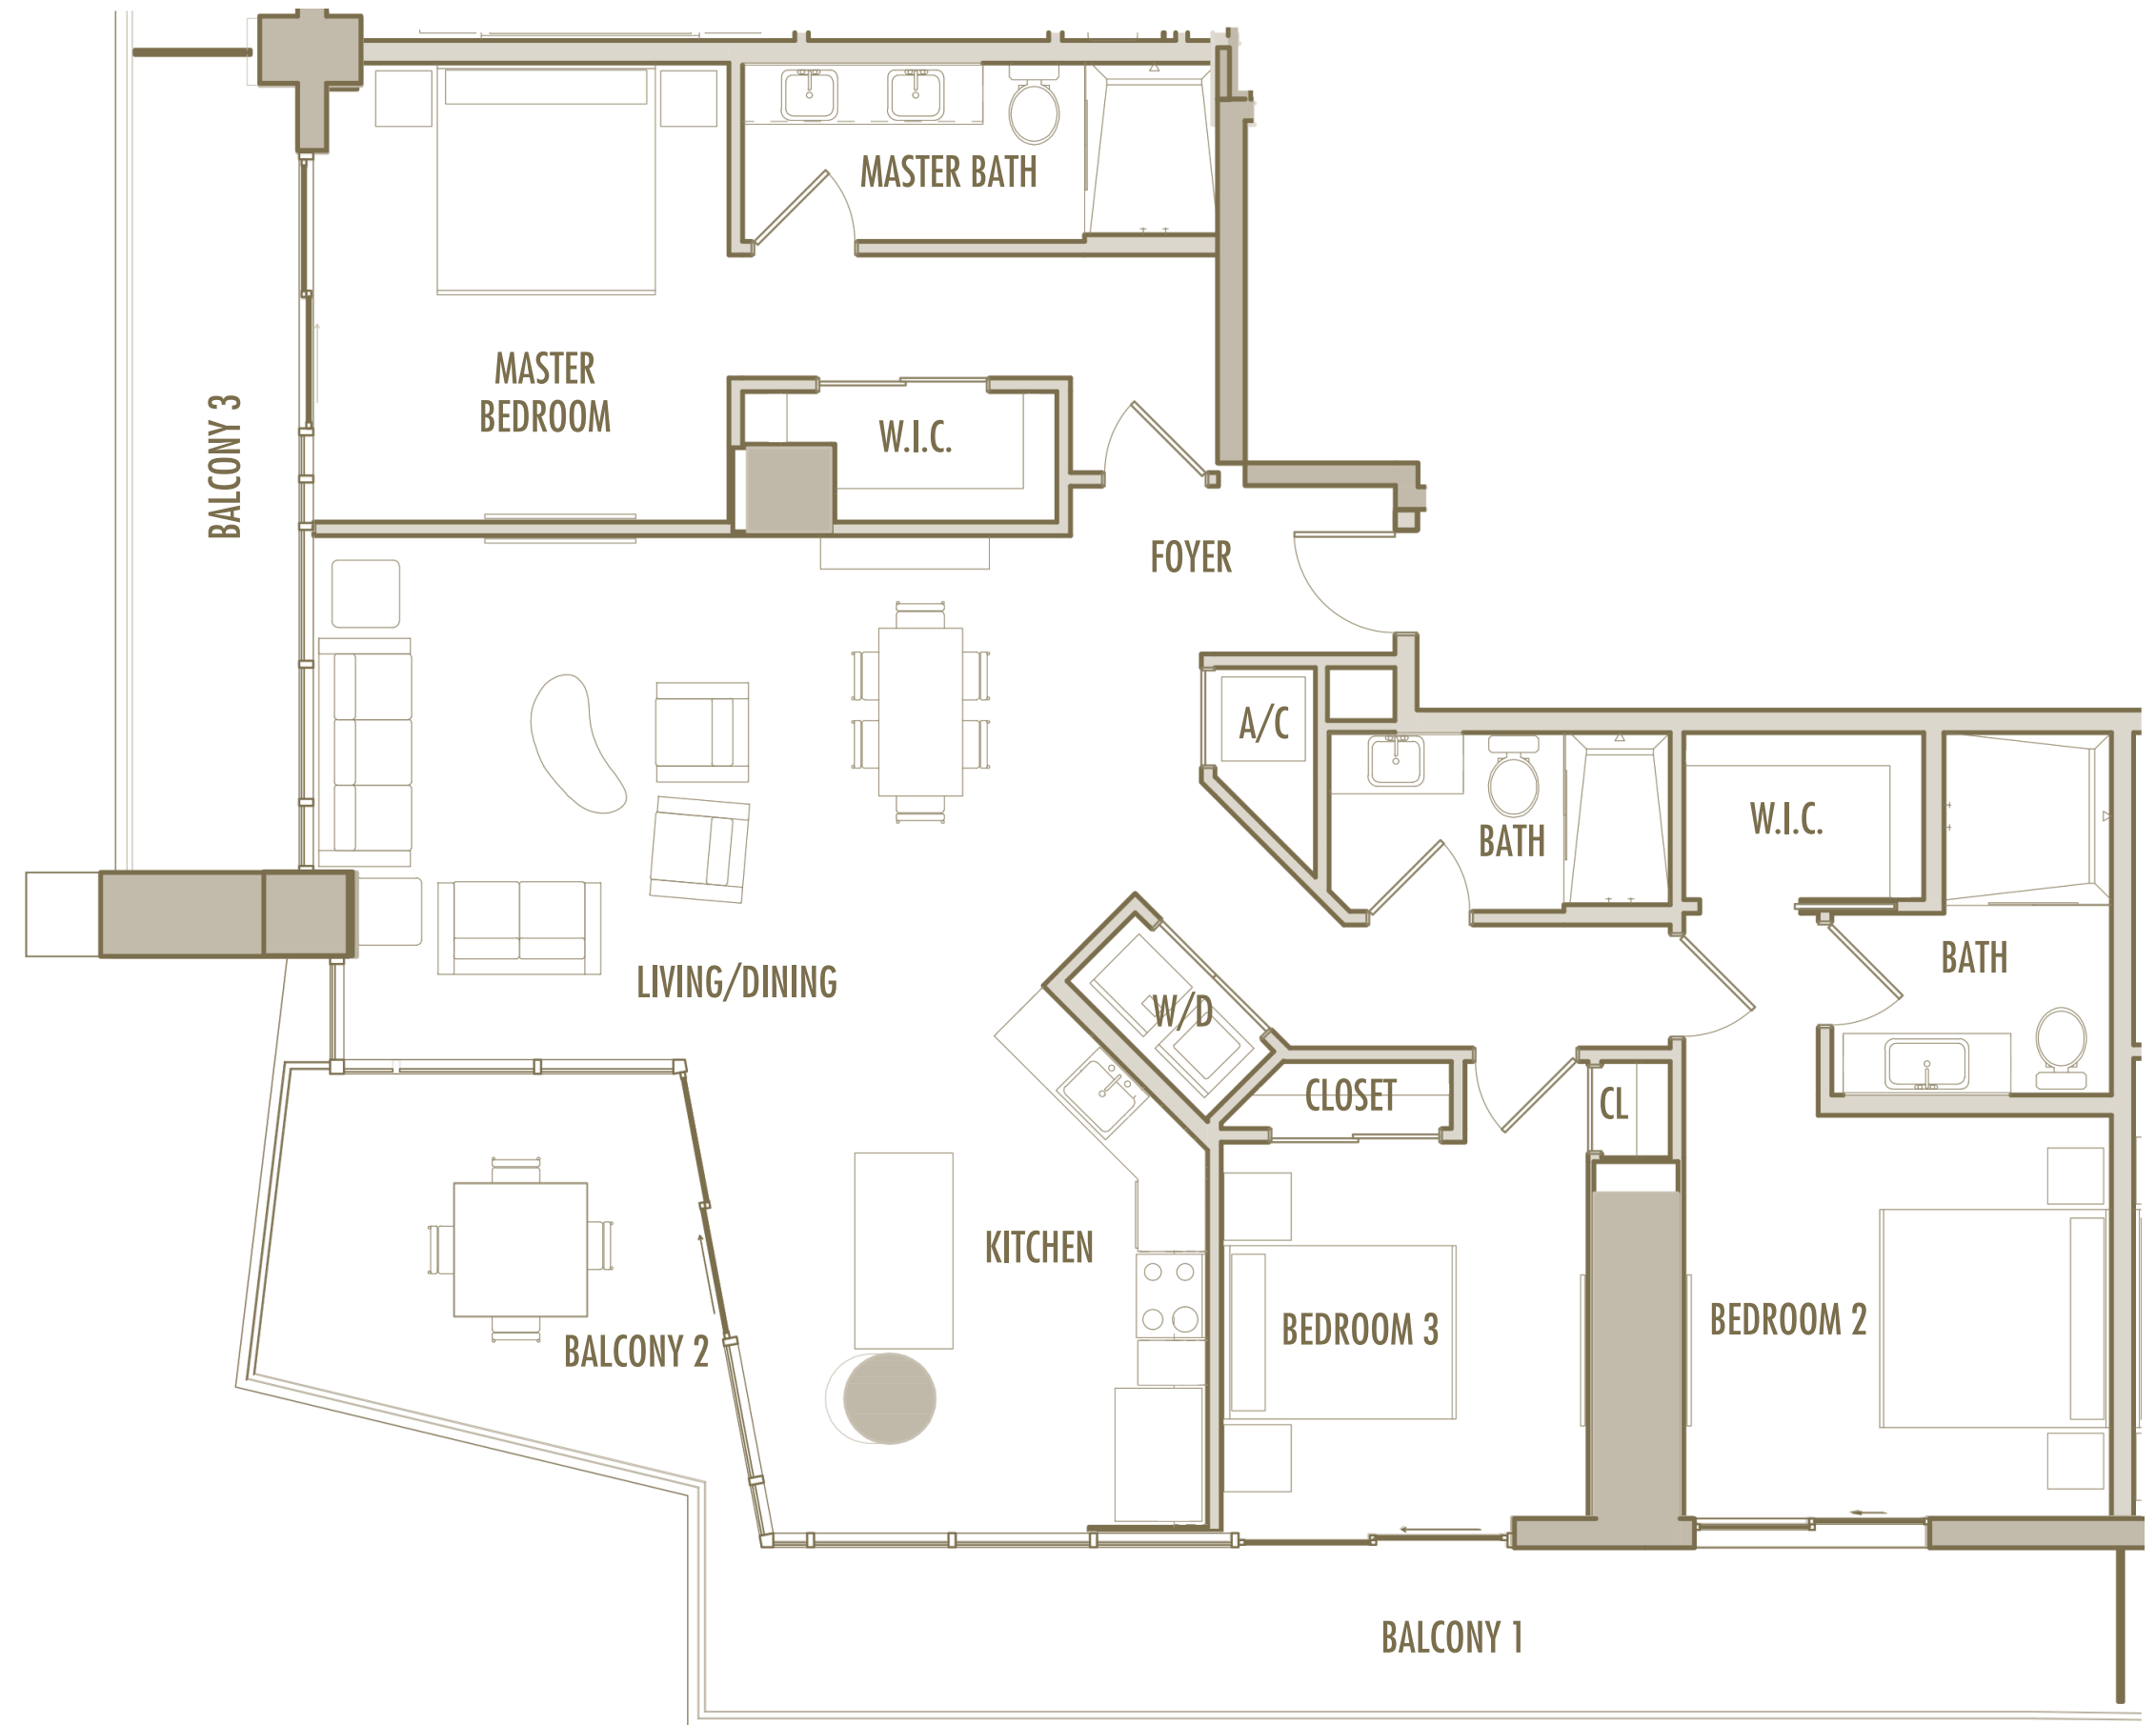 MASTER BATH
MASTER
BEDROOM
BALCONY 3
W.I.C.
FOYER
A/C
W.I.C.
BATH
BATH
LIVING/DINING
W/D
CLOSET
CL
KITCHEN
BEDROOM 3
BEDROOM 2
BALCONY 2
BALCONY 1